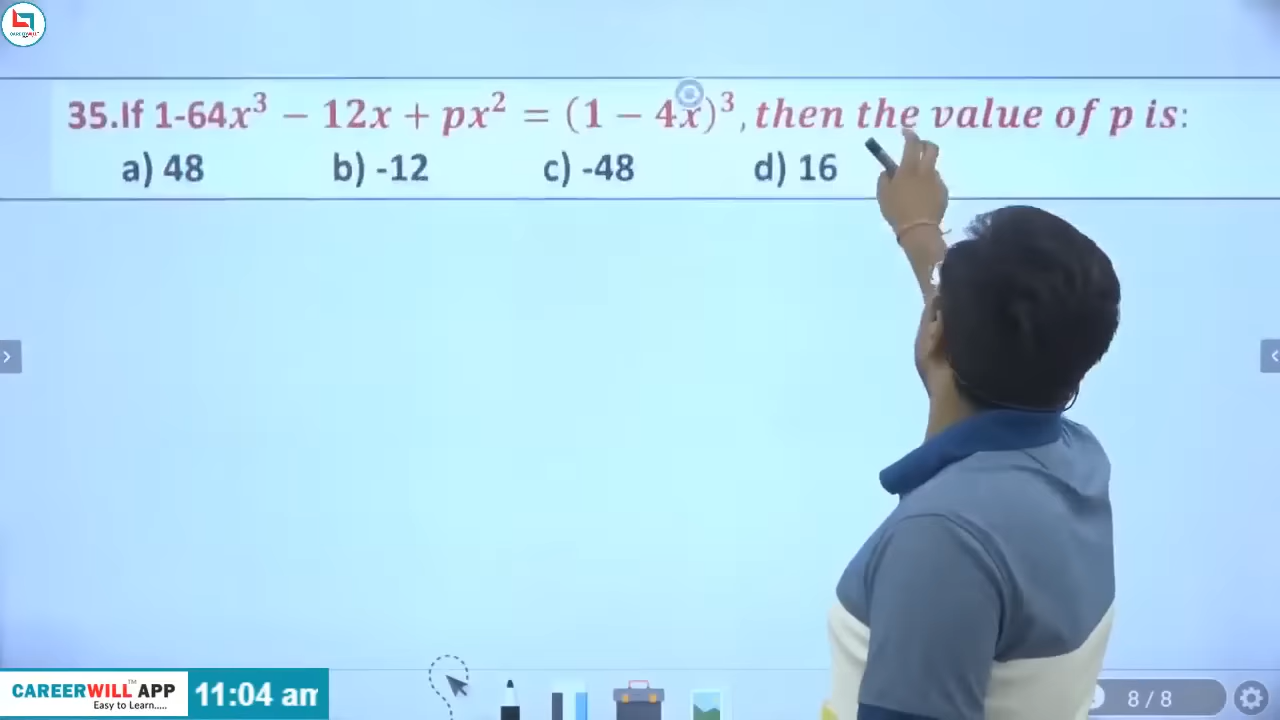 35.If 1-64x³ − 12x + px² = (1 − 4x)³, then the value of p is:
a) 48 b) -12 c) -48 d) 16
CAREERWILL™ APP
Easy to Learn.....
11:04 am
8 / 8